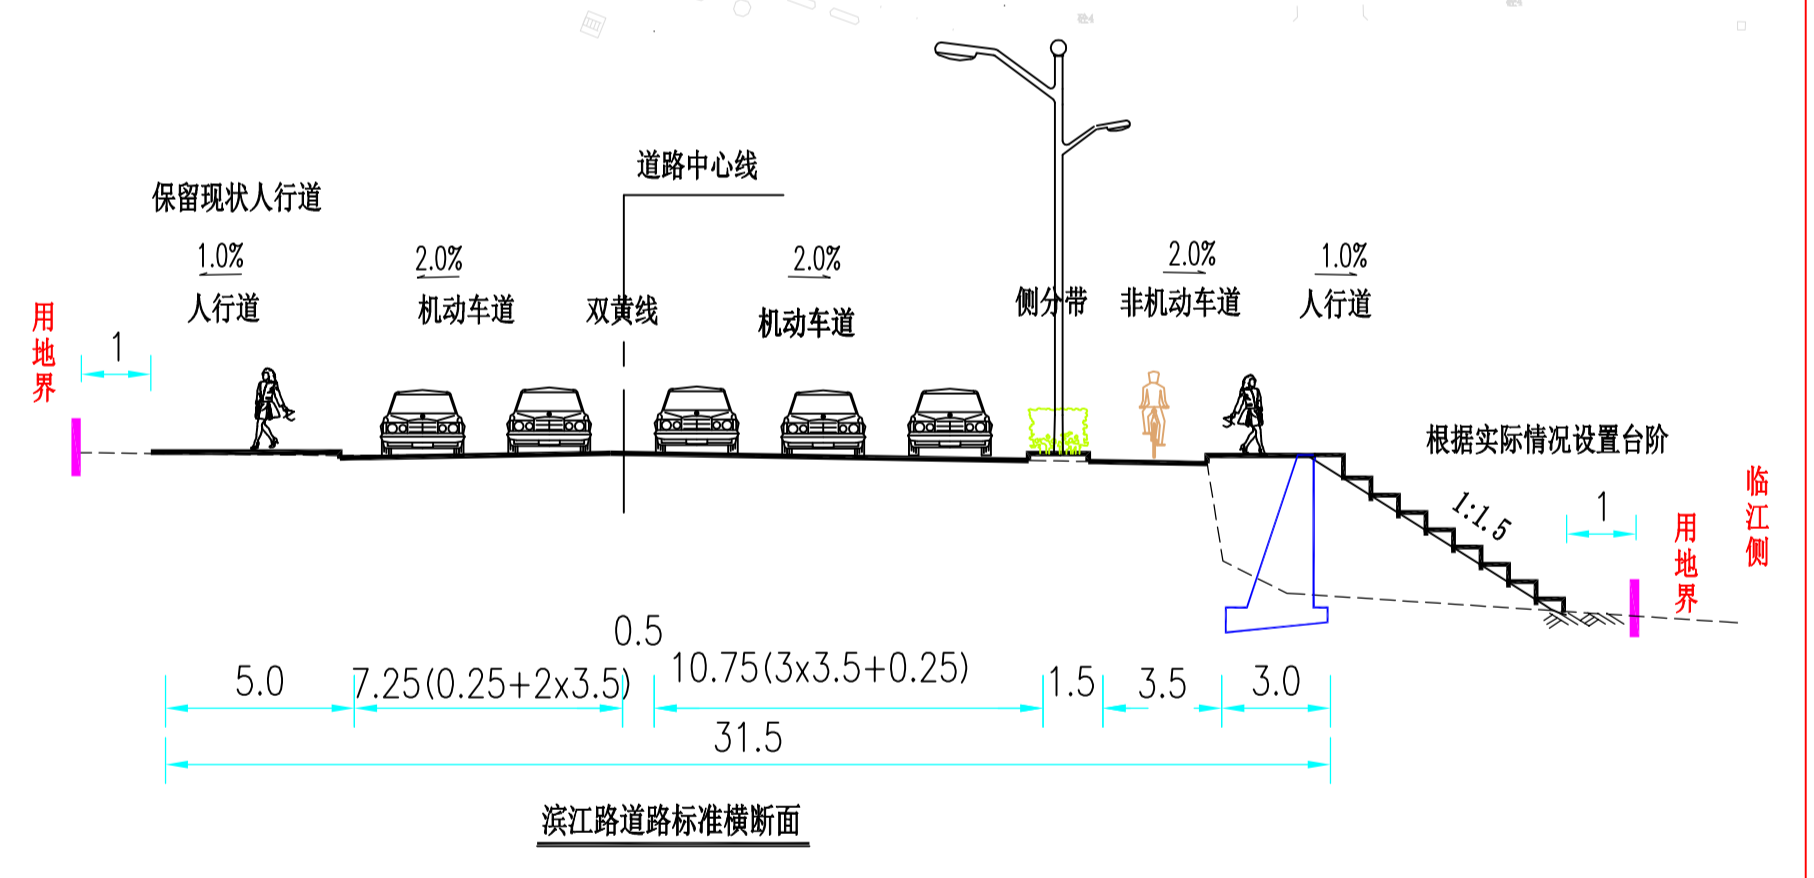 道路中心线
保留现状人行道
1.0%
2.0%
2.0%
2.0%
1.0%
人行道
机动车道
双黄线
机动车道
侧分带
非机动车道
人行道
用地界
1
根据实际情况设置台阶
1:1.5
1
用地界
临江侧
0.5
5.0
7.25(0.25+2x3.5)
10.75(3x3.5+0.25)
1.5
3.5
3.0
31.5
滨江路道路标准横断面